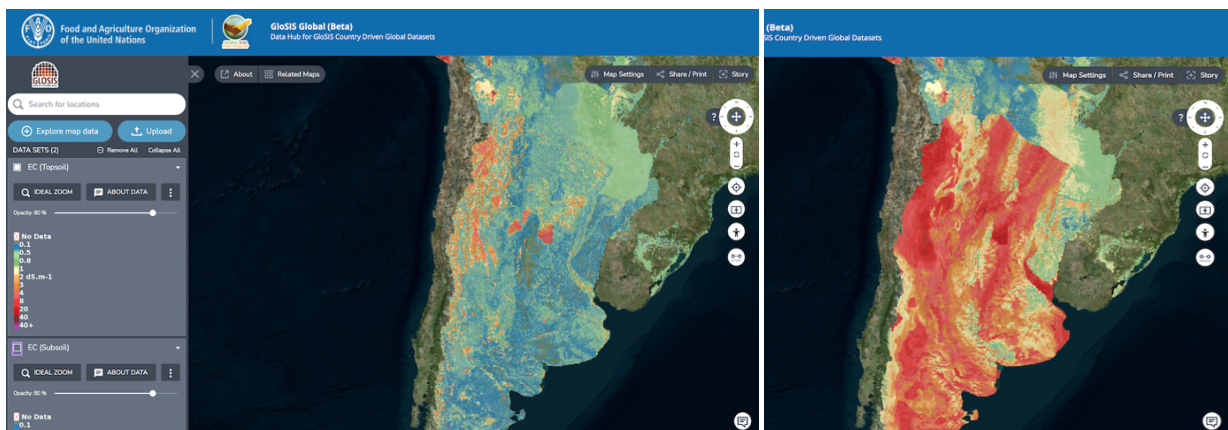 Food and Agriculture Organization
of the United Nations
GloSIS Global (Beta)
Data Hub for GloSIS Country Driven Global Datasets
GLOSIS
About
Related Maps
Map Settings
Share / Print
Story
Search for locations
Explore map data
Upload
DATA SETS (2)
Remove All
Collapse All
EC (Topsoil)
IDEAL ZOOM
ABOUT DATA
Opacity: 80 %
No Data
0.1
0.5
0.8
1
2 dS.m-1
3
4
8
20
40
40+
EC (Subsoil)
IDEAL ZOOM
ABOUT DATA
Opacity: 80 %
No Data
0.1
?
(Beta)
SIS Country Driven Global Datasets
Map Settings
Share / Print
Story
?